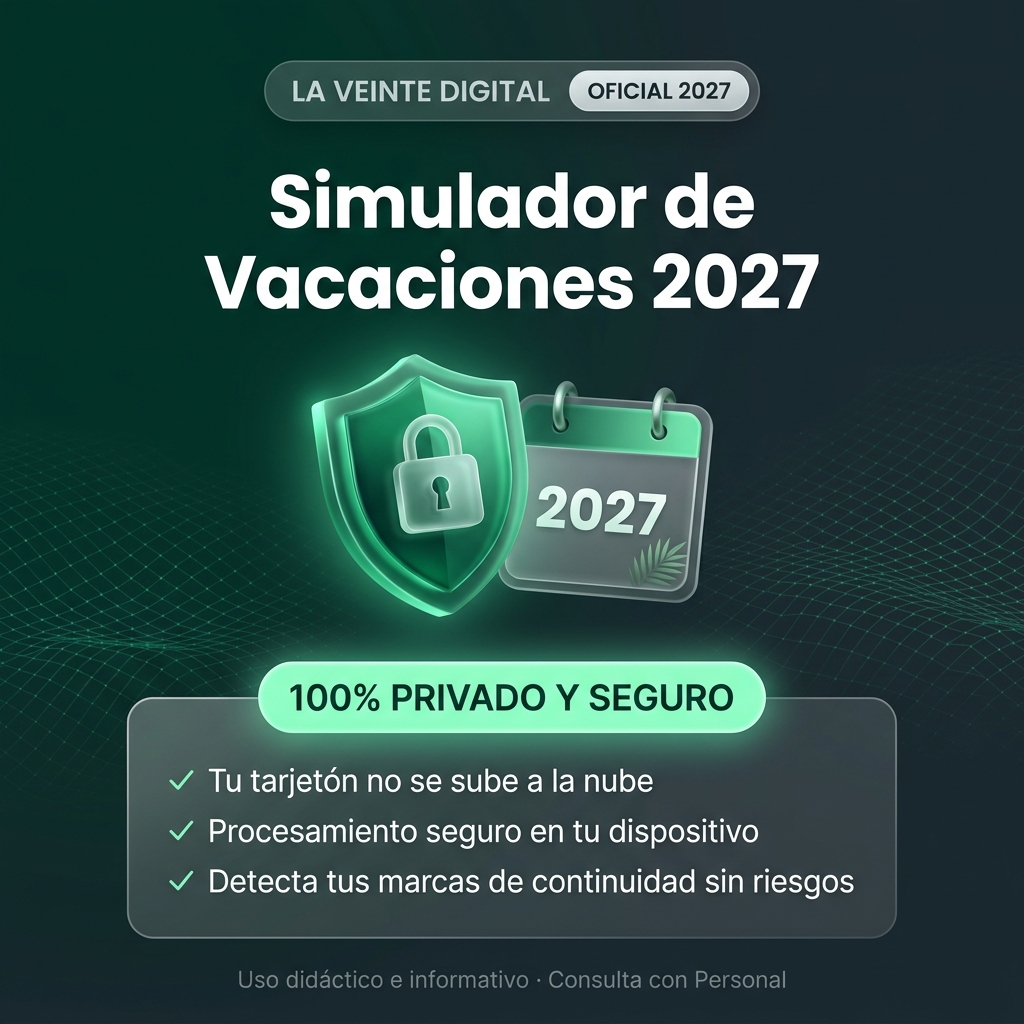 LA VEINTE DIGITAL OFICIAL 2027
Simulador de
Vacaciones 2027
2027
100% PRIVADO Y SEGURO
✓ Tu tarjetón no se sube a la nube
✓ Procesamiento seguro en tu dispositivo
✓ Detecta tus marcas de continuidad sin riesgos
Uso didáctico e informativo · Consulta con Personal